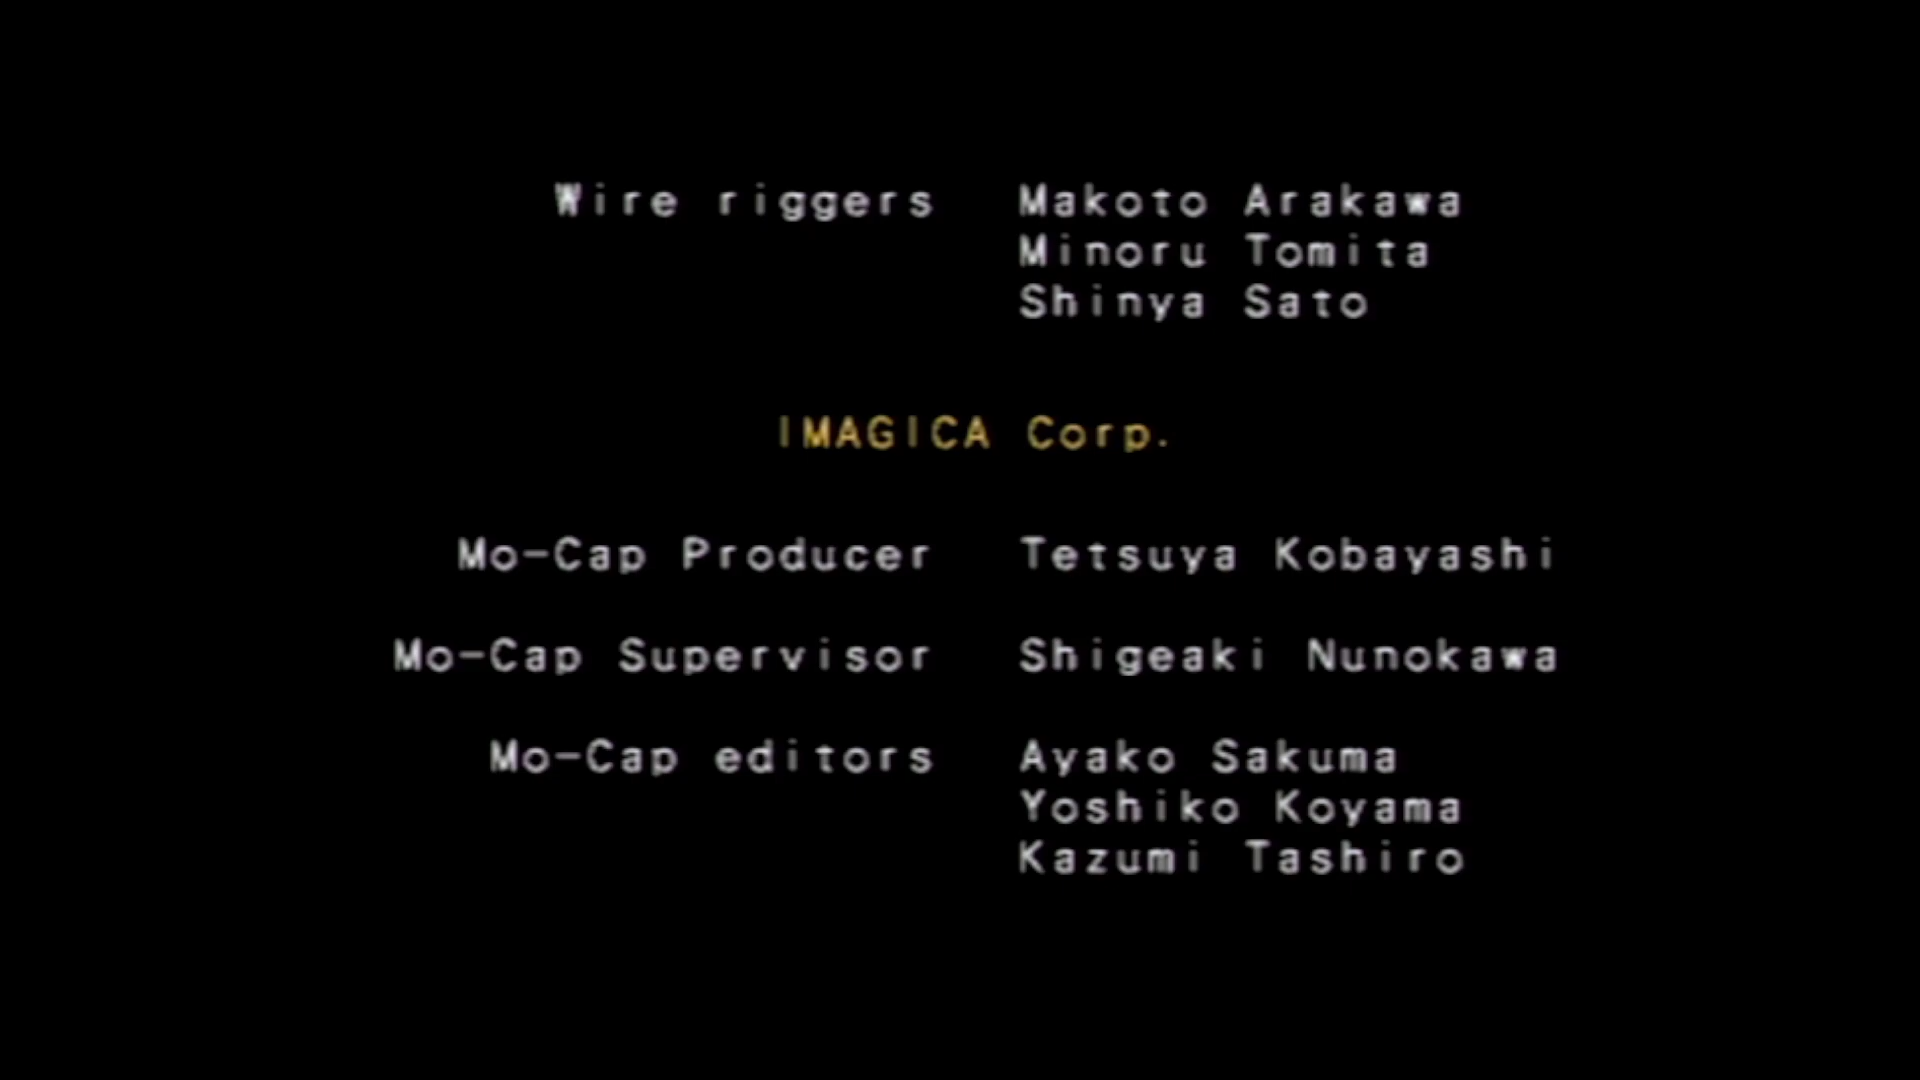 Wire riggers Makoto Arakawa
Minoru Tomita
Shinya Sato
IMAGICA Corp.
Mo-Cap Producer Tetsuya Kobayashi
Mo-Cap Supervisor Shigeaki Nunokawa
Mo-Cap editors Ayako Sakuma
Yoshiko Koyama
Kazumi Tashiro